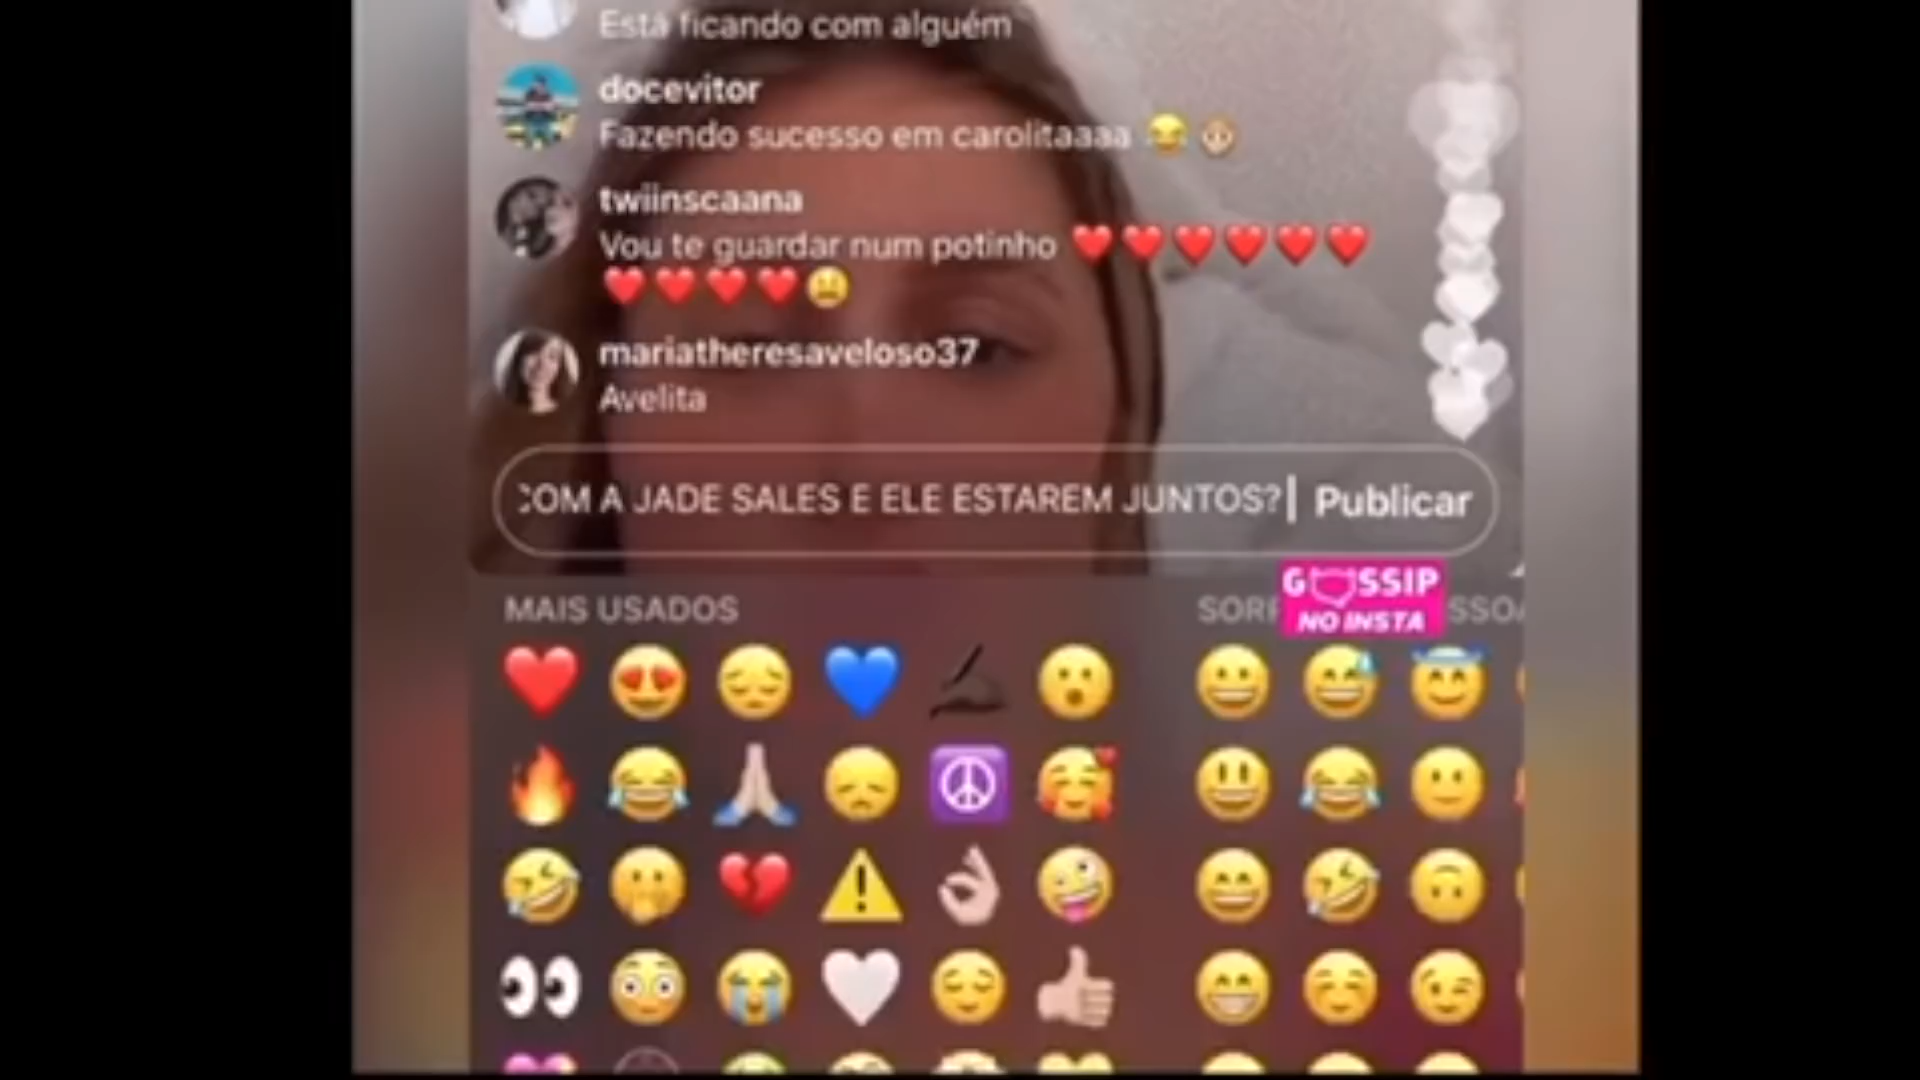 Está ficando com alguém
docevitor
Fazendo sucesso em carolitaaaa 😂 🐵
twiinscaana
Vou te guardar num potinho ❤️❤️❤️❤️❤️❤️
❤️❤️❤️❤️😩
mariatheresaveloso37
Avelita
COM A JADE SALES E ELE ESTAREM JUNTOS? Publicar
GOSSIP
NO INSTA
MAIS USADOS